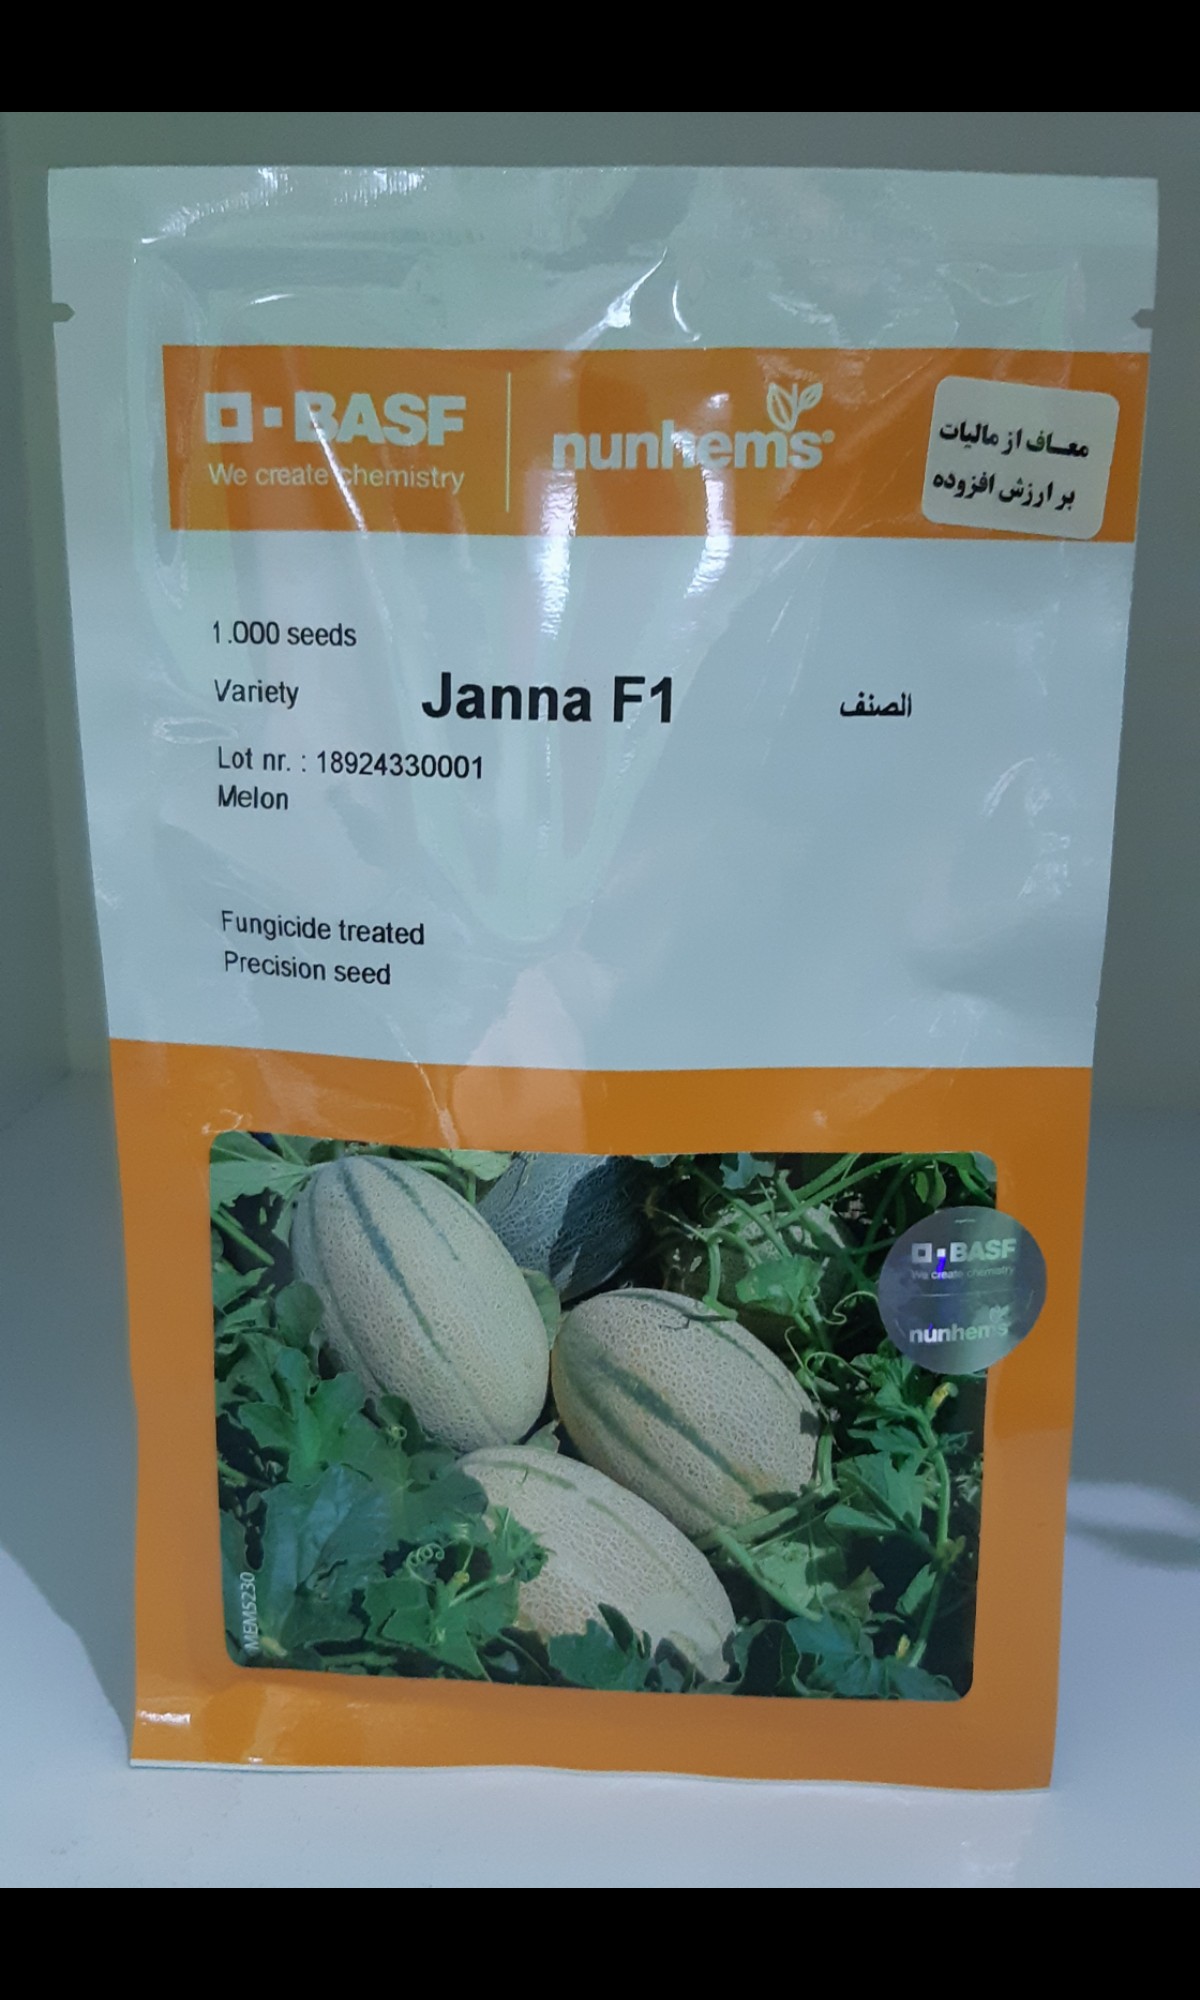 BASF
We create chemistry
nunhems®
معاف از مالیات
بر ارزش افزوده
1.000 seeds
Variety Janna F1 الصنف
Lot nr. : 18924330001
Melon
Fungicide treated
Precision seed
BASF
We create chemistry
nunhems
MEM5230